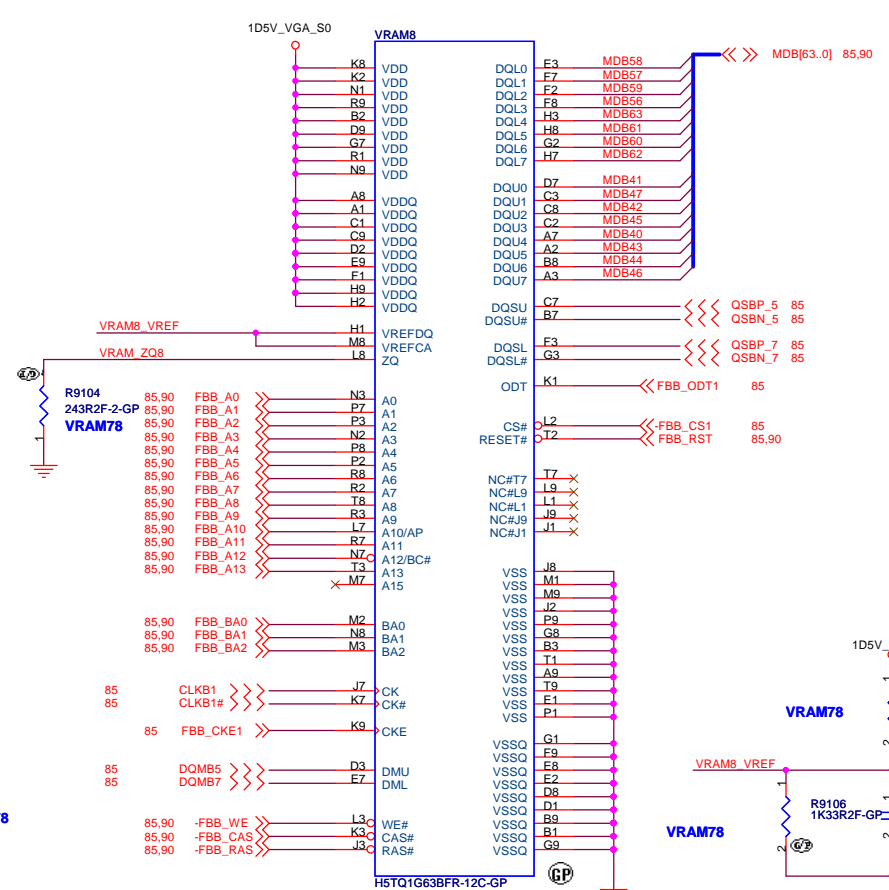 1D5V_VGA_S0
VRAM8
K8 VDD DQL0 E3 MDB58 MDB[63..0] 85,90
K2 VDD DQL1 F7 MDB57
N1 VDD DQL2 F2 MDB59
R9 VDD DQL3 F8 MDB56
B2 VDD DQL4 H3 MDB63
D9 VDD DQL5 H8 MDB61
G7 VDD DQL6 G2 MDB60
R1 VDD DQL7 H7 MDB62
N9 VDD
DQU0 D7 MDB41
A8 VDDQ DQU1 C3 MDB47
A1 VDDQ DQU2 C8 MDB42
C1 VDDQ DQU3 C2 MDB45
C9 VDDQ DQU4 A7 MDB40
D2 VDDQ DQU5 A2 MDB43
E9 VDDQ DQU6 B8 MDB44
F1 VDDQ DQU7 A3 MDB46
H9 VDDQ
H2 VDDQ DQSU C7 QSBP_5 85
DQSU# B7 QSBN_5 85
VRAM8_VREF H1 VREFDQ
M8 VREFCA DQSL F3 QSBP_7 85
VRAM_ZQ8 L8 ZQ DQSL# G3 QSBN_7 85
ODT K1 FBB_ODT1 85
R9104
243R2F-2-GP
VRAM78
1
85,90 FBB_A0 N3 A0
85,90 FBB_A1 P7 A1
85,90 FBB_A2 P3 A2 CS# L2 -FBB_CS1 85
85,90 FBB_A3 N2 A3 RESET# T2 FBB_RST 85,90
85,90 FBB_A4 P8 A4
85,90 FBB_A5 P2 A5
85,90 FBB_A6 R8 A6 NC#T7 T7
85,90 FBB_A7 R2 A7 NC#L9 L9
85,90 FBB_A8 T8 A8 NC#L1 L1
85,90 FBB_A9 R3 A9 NC#J9 J9
85,90 FBB_A10 L7 A10/AP NC#J1 J1
85,90 FBB_A11 R7 A11
85,90 FBB_A12 N7 A12/BC#
85,90 FBB_A13 T3 A13 VSS J8
M7 A15 VSS M1
VSS M9
VSS J2
85,90 FBB_BA0 M2 BA0 VSS P9
85,90 FBB_BA1 N8 BA1 VSS G8
85,90 FBB_BA2 M3 BA2 VSS B3
VSS T1
VSS A9
85 CLKB1 J7 CK VSS T9
85 CLKB1# K7 CK# VSS E1
VSS P1
85 FBB_CKE1 K9 CKE
VSSQ G1
VSSQ F9
85 DQMB5 D3 DMU VSSQ E8
85 DQMB7 E7 DML VSSQ E2
VSSQ D8
VSSQ D1
85,90 -FBB_WE L3 WE# VSSQ B9
85,90 -FBB_CAS K3 CAS# VSSQ B1
85,90 -FBB_RAS J3 RAS# VSSQ G9
H5TQ1G63BFR-12C-GP
GP
8
1D5V_
1
VRAM78
2
VRAM8_VREF
1
R9106
1K33R2F-GP
1
VRAM78
2
2